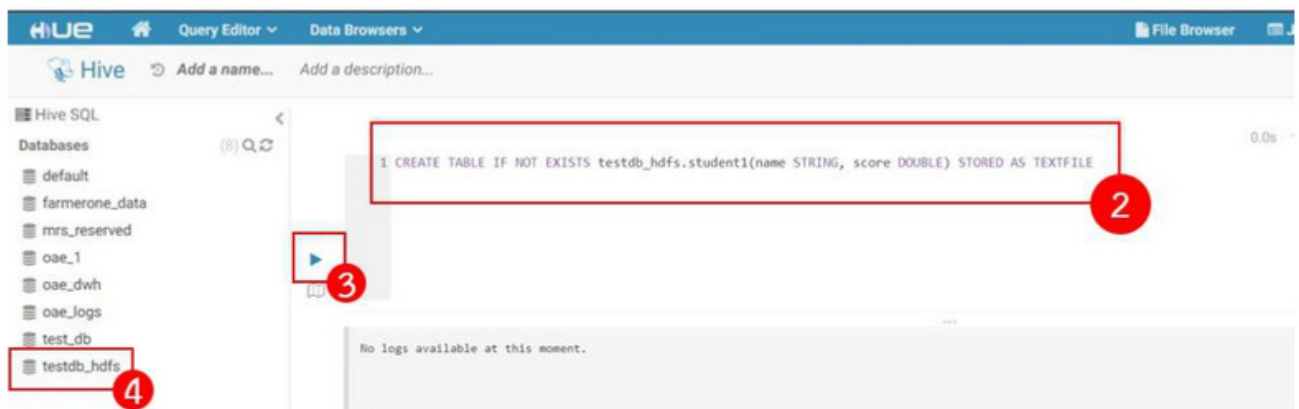 HUE Query Editor Data Browsers File Browser J
Hive Add a name... Add a description...
Hive SQL
Databases (8)
0.0s
1 CREATE TABLE IF NOT EXISTS testdb_hdfs.student1(name STRING, score DOUBLE) STORED AS TEXTFILE
2
default
farmerone_data
mrs_reserved
oae_1
3
oae_dwh
oae_logs
test_db
No logs available at this moment.
testdb_hdfs
4